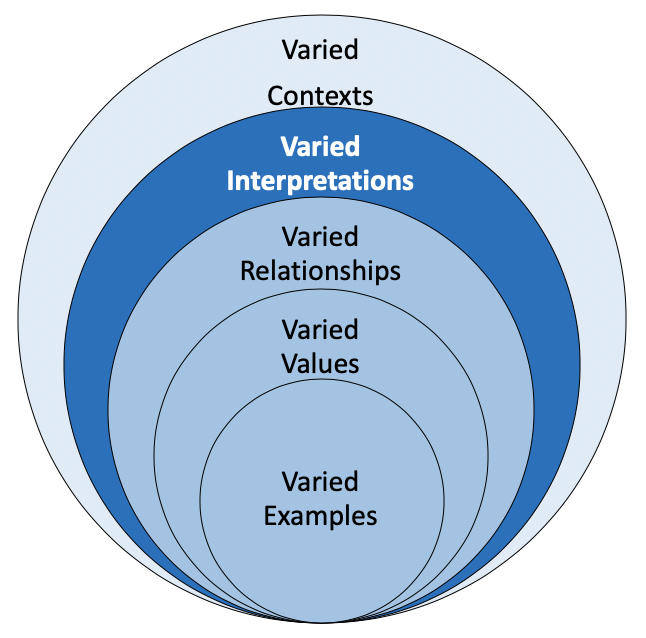 Varied
Contexts
Varied
Interpretations
Varied
Relationships
Varied
Values
Varied
Examples